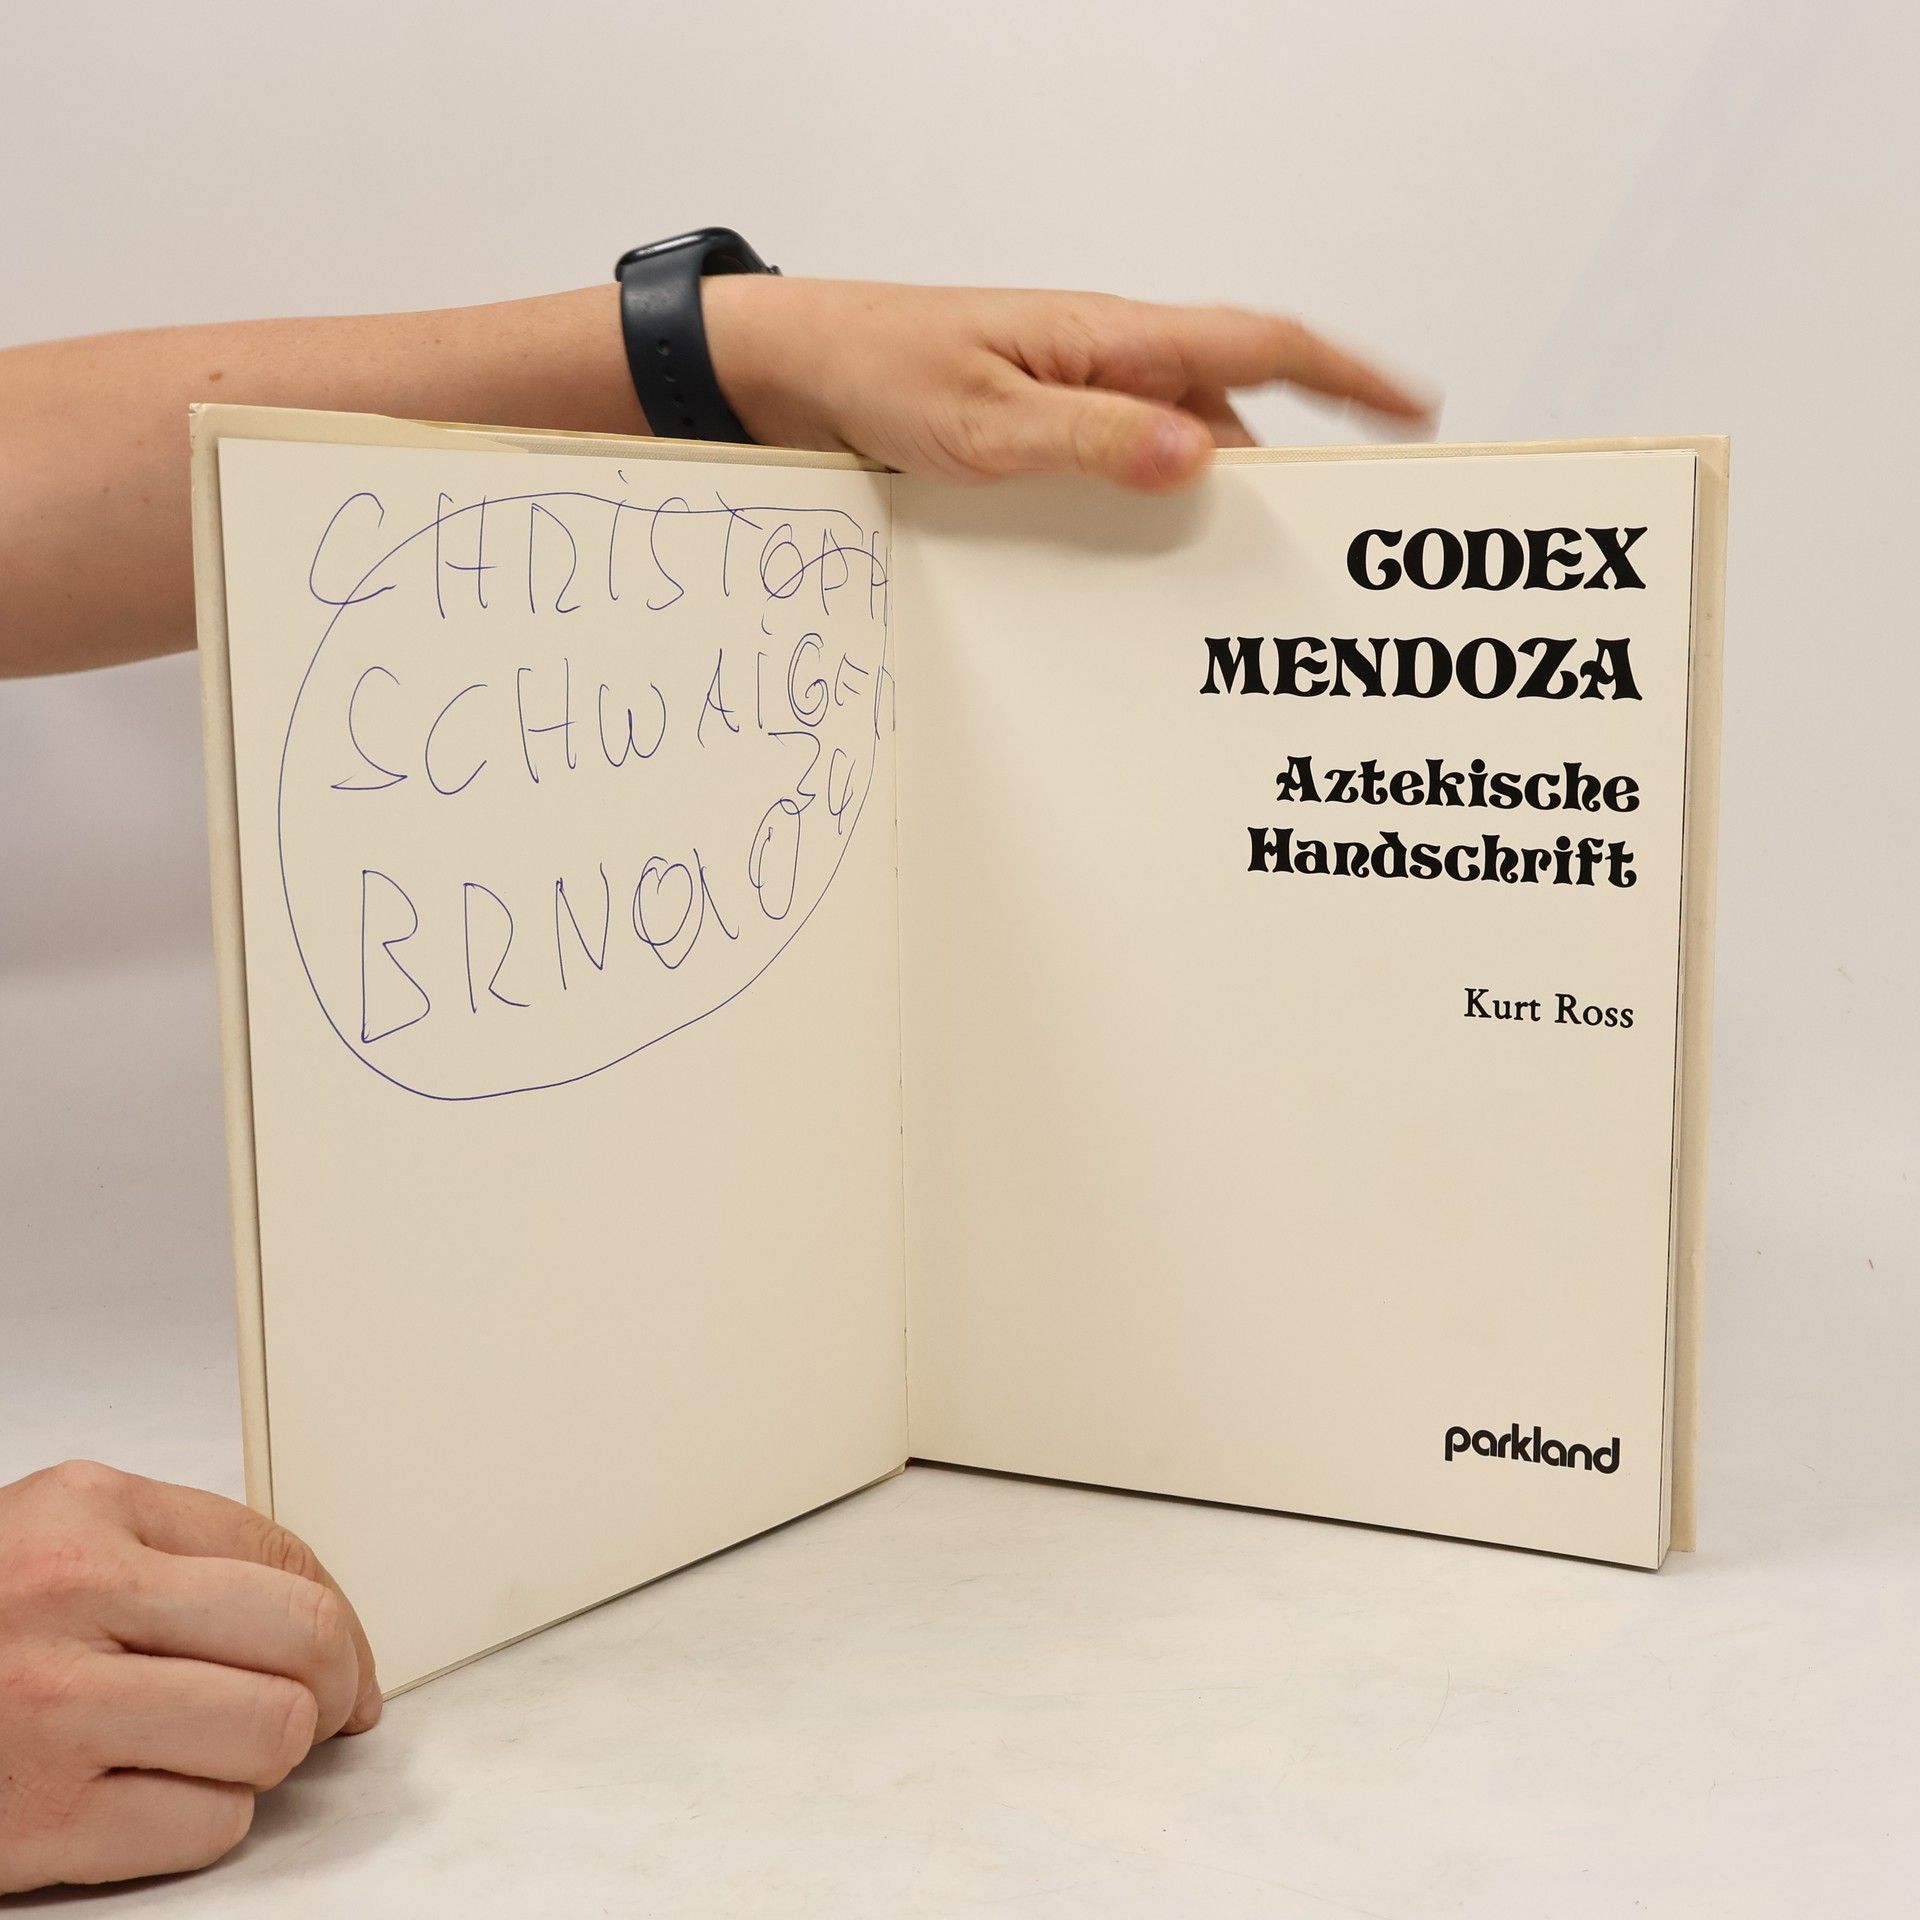 CHRISTOPH
SCHWAIGER
BRNO
CODEX
MENDOZA
Aztekische
Handschrift
Kurt Ross
parkland